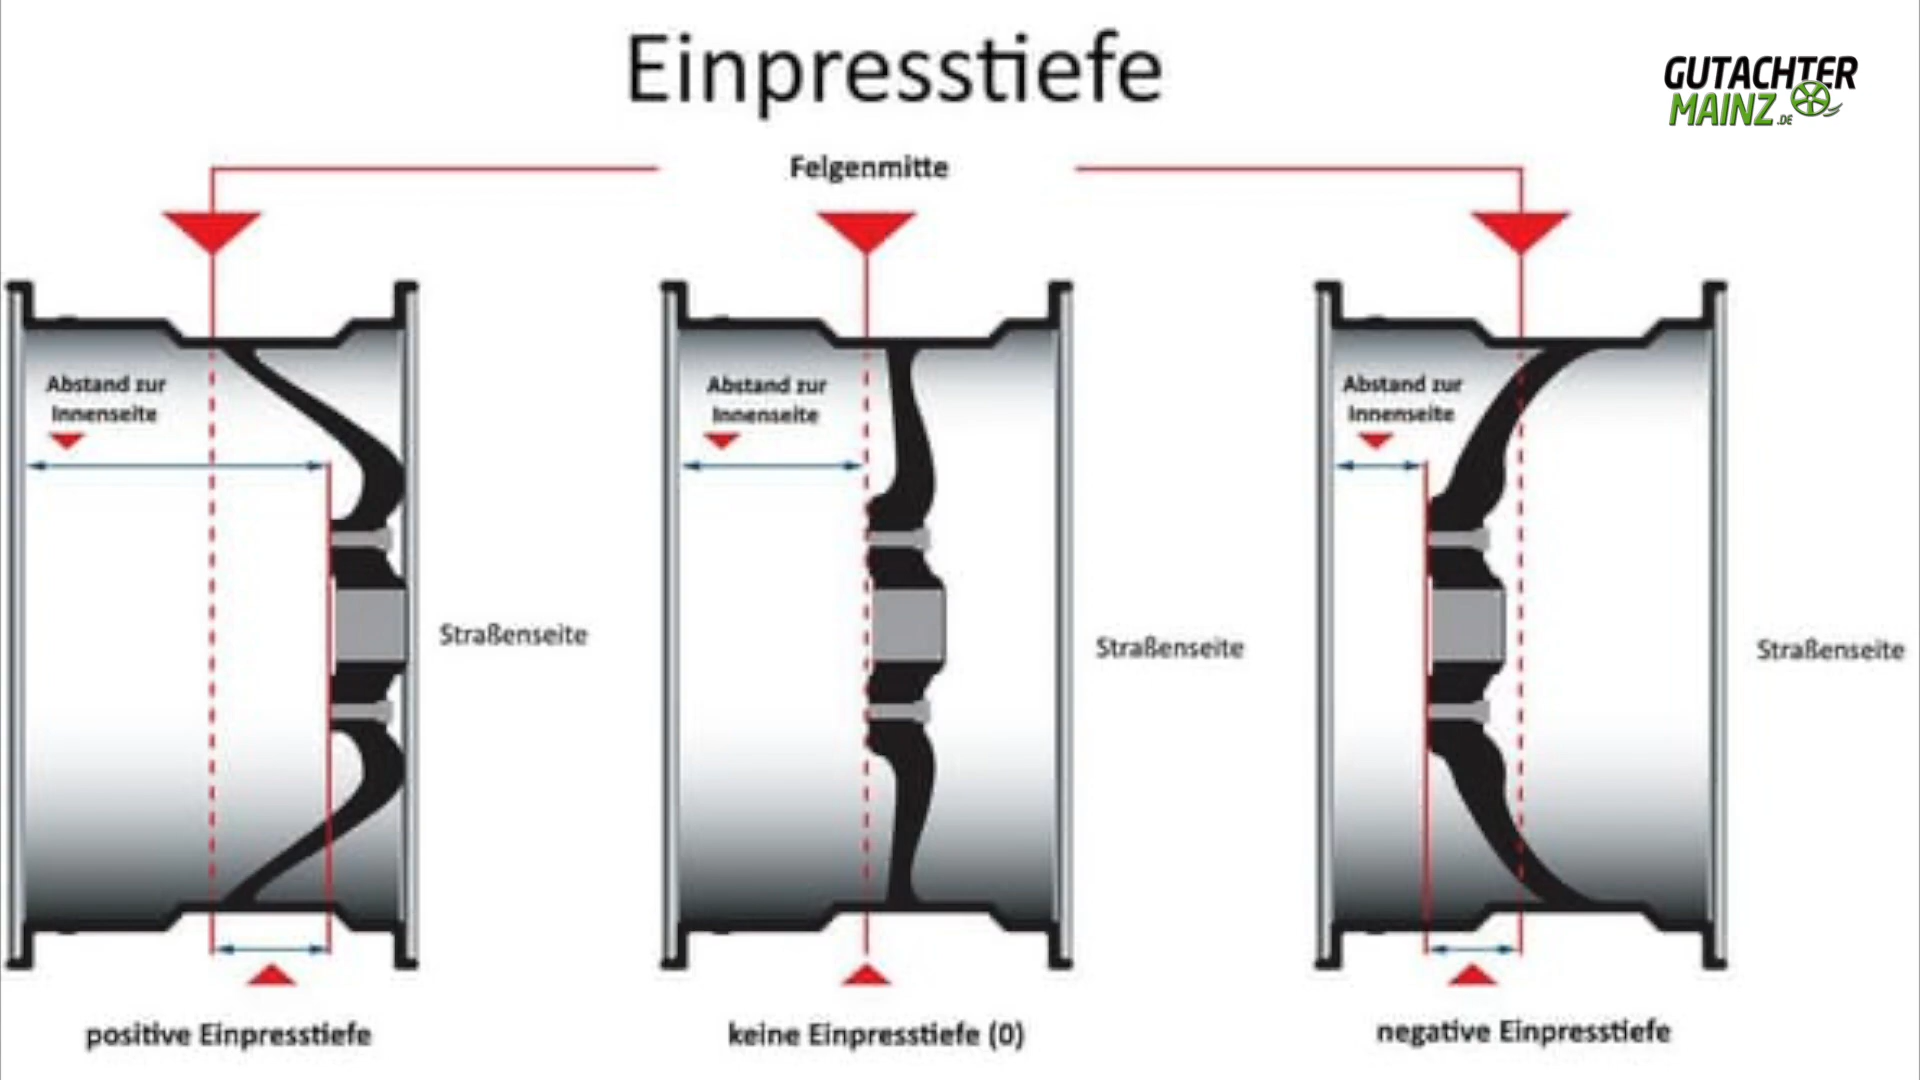 Einpresstiefe
GUTACHTER
MAINZ.DE
Felgenmitte
Abstand zur
Innenseite
Abstand zur
Innenseite
Abstand zur
Innenseite
Straßenseite
Straßenseite
Straßenseite
positive Einpresstiefe
keine Einpresstiefe (0)
negative Einpresstiefe